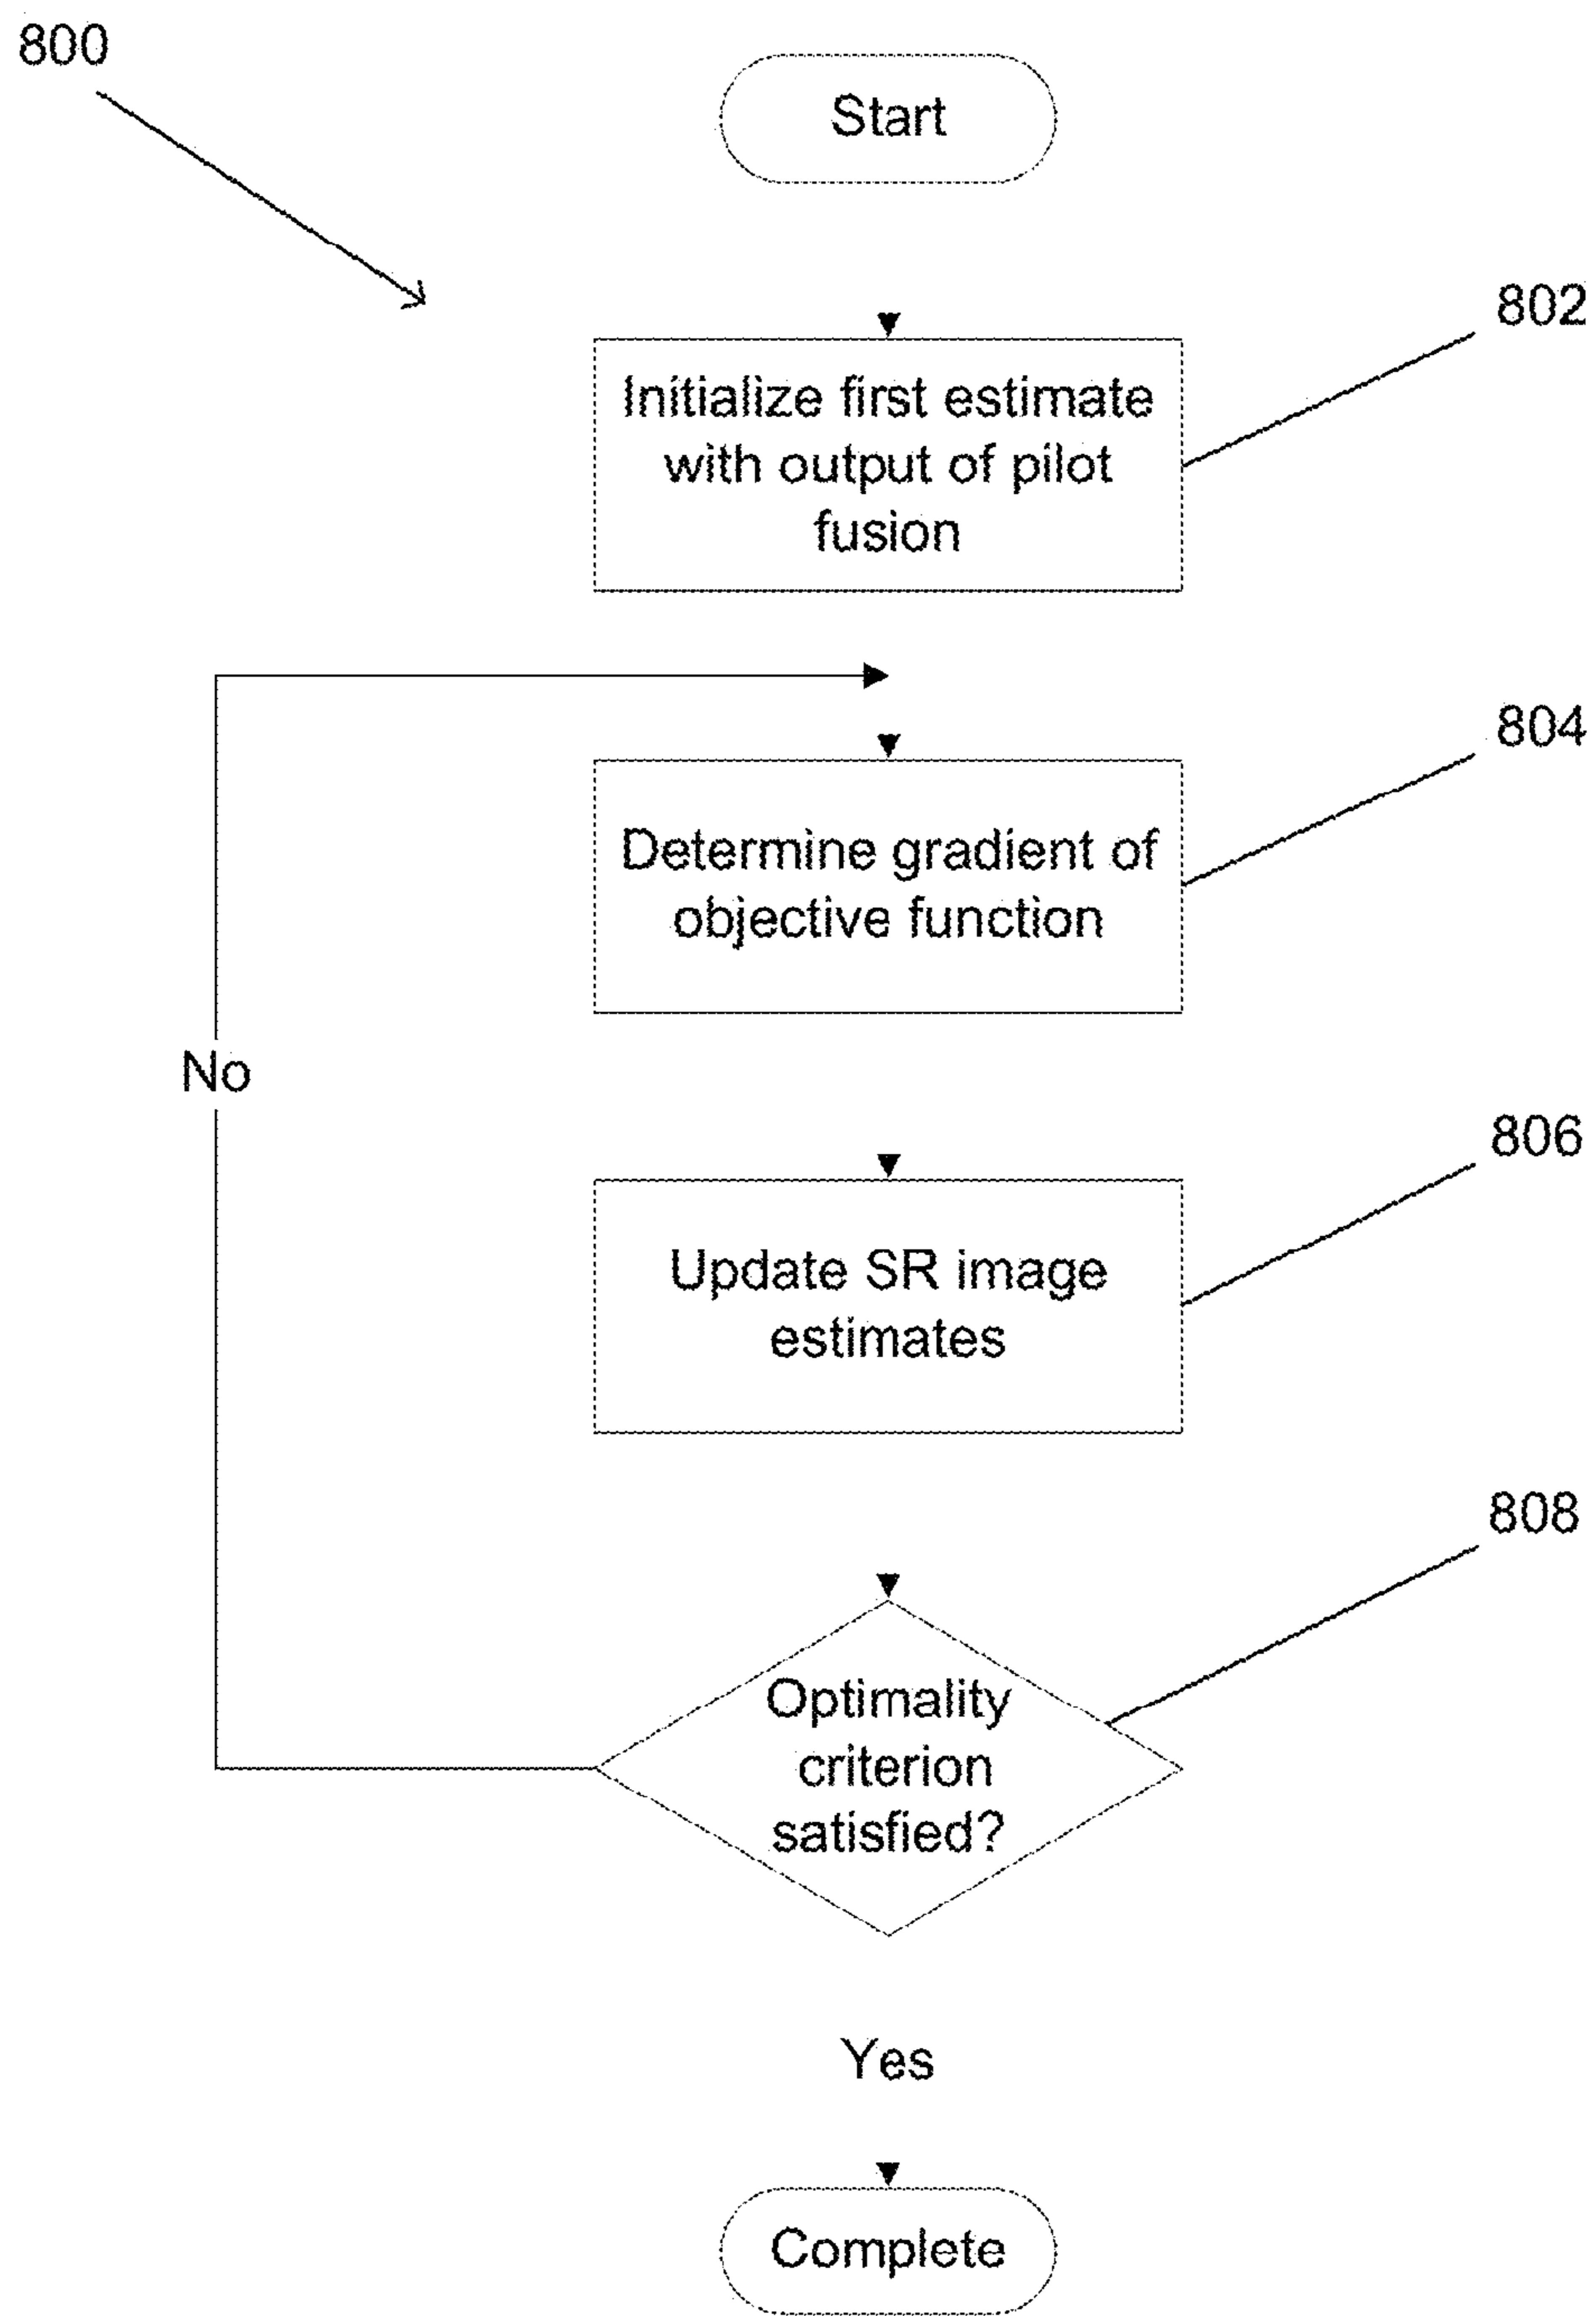 800
Start
802
Initialize first estimate
with output of pilot
fusion
804
Determine gradient of
objective function
No
806
Update SR image
estimates
808
Optimality
criterion
satisfied?
Yes
Complete